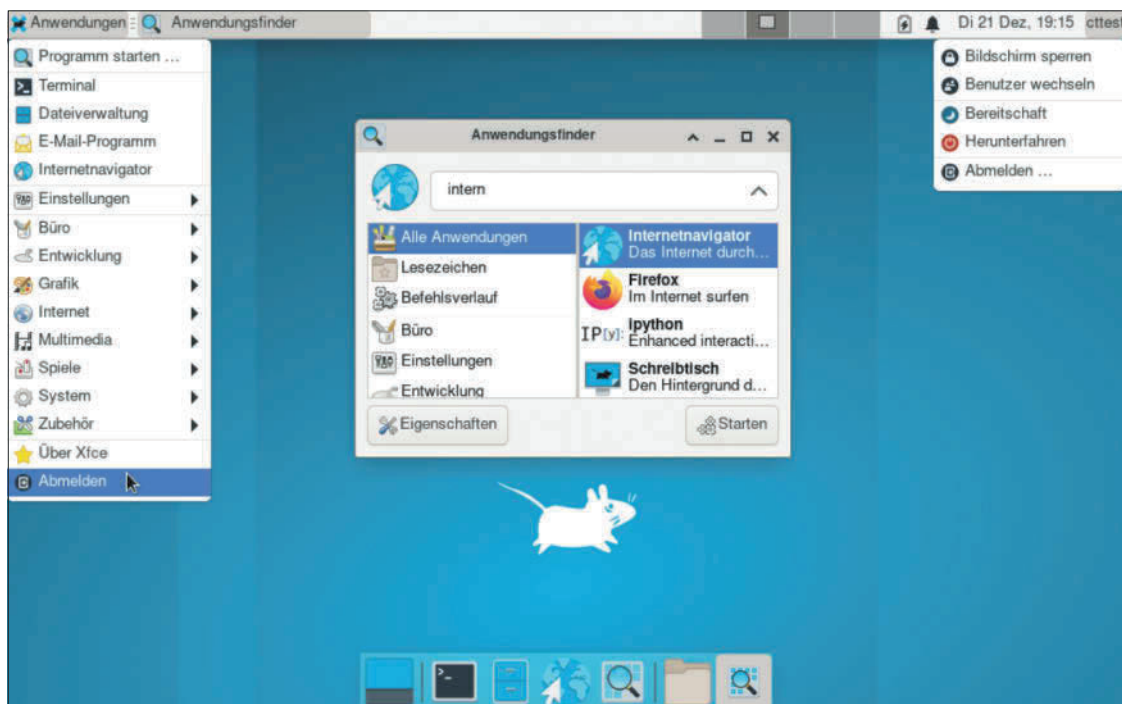 Anwendungen
Anwendungsfinder
Di 21 Dez, 19:15
cttest
Programm starten ...
Terminal
Dateiverwaltung
E-Mail-Programm
Internetnavigator
Einstellungen
Büro
Entwicklung
Grafik
Internet
Multimedia
Spiele
System
Zubehör
Über Xfce
Abmelden
Anwendungsfinder
intern
Alle Anwendungen
Lesezeichen
Befehlsverlauf
Büro
Einstellungen
Entwicklung
Internetnavigator
Das Internet durch...
Firefox
Im Internet surfen
IP[y]:
Ipython
Enhanced interacti...
Schreibtisch
Den Hintergrund d...
Eigenschaften
Starten
Bildschirm sperren
Benutzer wechseln
Bereitschaft
Herunterfahren
Abmelden ...